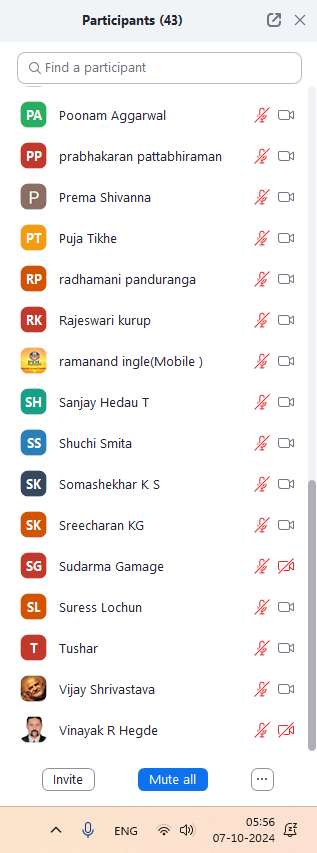 Participants (43)
Find a participant
PA Poonam Aggarwal
PP prabhakaran pattabhiraman
P Prema Shivanna
PT Puja Tikhe
RP radhamani panduranga
RK Rajeswari kurup
ramanand ingle(Mobile )
SH Sanjay Hedau T
SS Shuchi Smita
SK Somashekhar K S
SK Sreecharan KG
SG Sudarma Gamage
SL Suress Lochun
T Tushar
Vijay Shrivastava
Vinayak R Hegde
Invite Mute all ...
ENG 05:56
07-10-2024